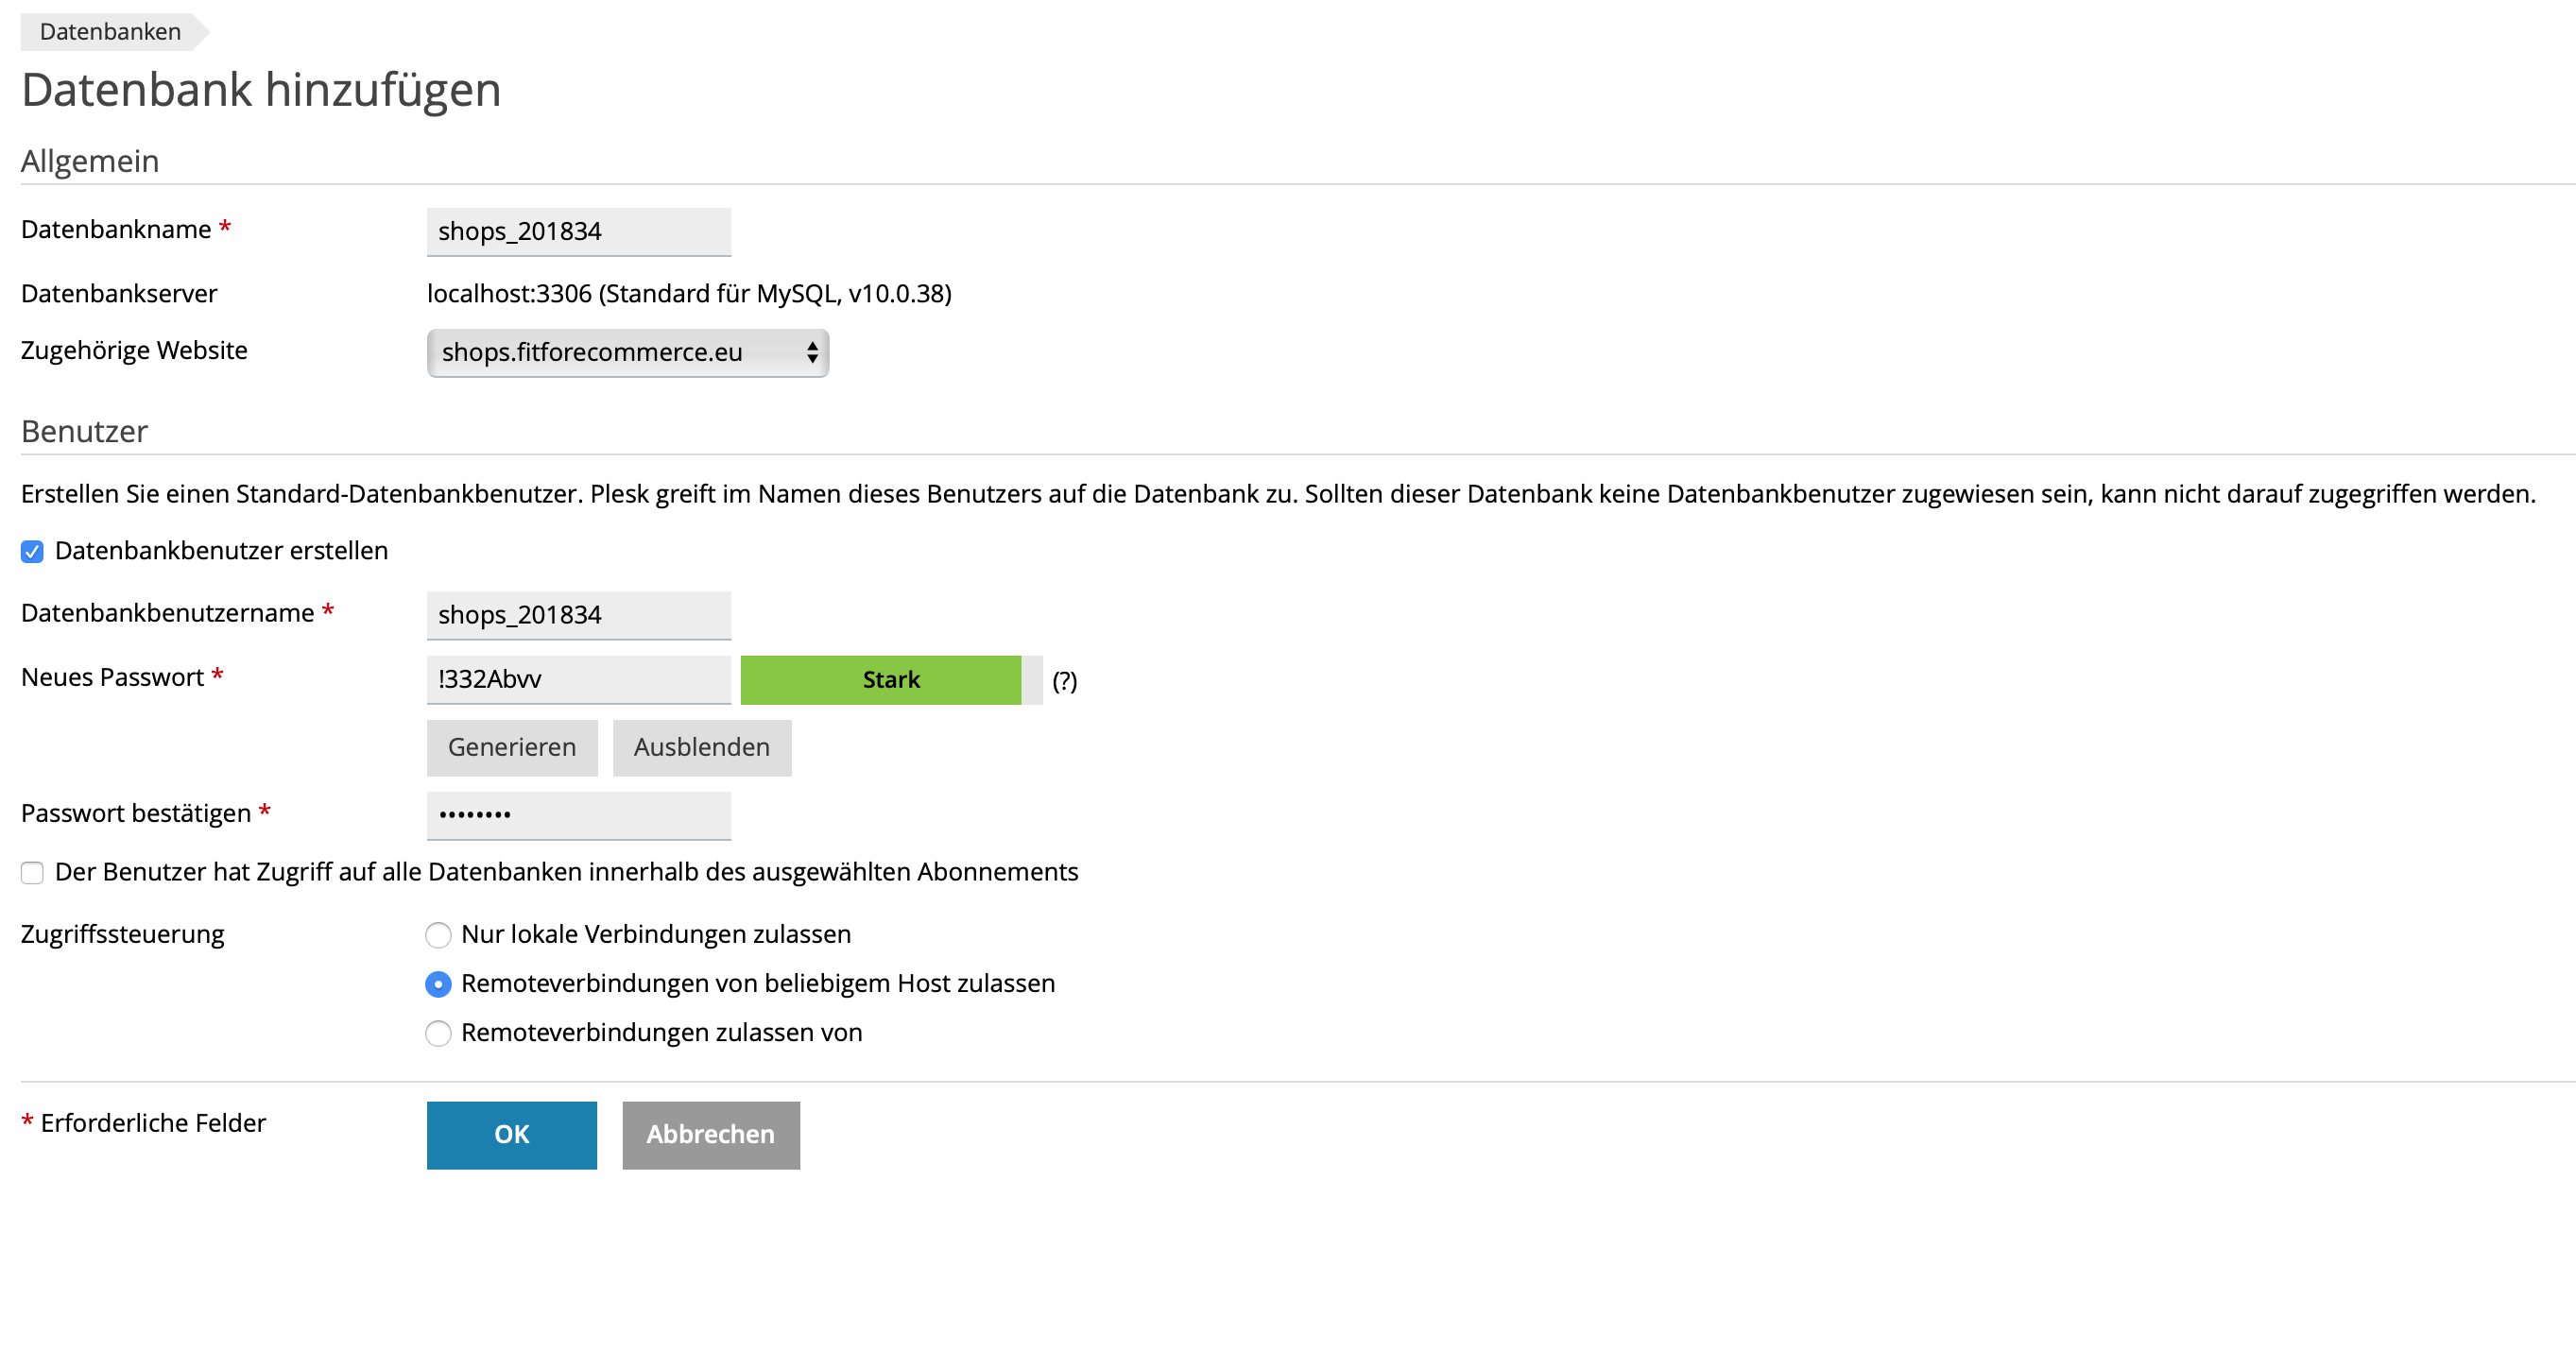 Datenbanken
Datenbank hinzufügen
Allgemein
Datenbankname *
shops_201834
Datenbankserver
localhost:3306 (Standard für MySQL, v10.0.38)
Zugehörige Website
shops.fitforecommerce.eu
Benutzer
Erstellen Sie einen Standard-Datenbankbenutzer. Plesk greift im Namen dieses Benutzers auf die Datenbank zu. Sollten dieser Datenbank keine Datenbankbenutzer zugewiesen sein, kann nicht darauf zugegriffen werden.
Datenbankbenutzer erstellen
Datenbankbenutzername *
shops_201834
Neues Passwort *
!332Abvv
Stark
(?)
Generieren
Ausblenden
Passwort bestätigen *
••••••••
Der Benutzer hat Zugriff auf alle Datenbanken innerhalb des ausgewählten Abonnements
Zugriffssteuerung
Nur lokale Verbindungen zulassen
Remoteverbindungen von beliebigem Host zulassen
Remoteverbindungen zulassen von
* Erforderliche Felder
OK
Abbrechen